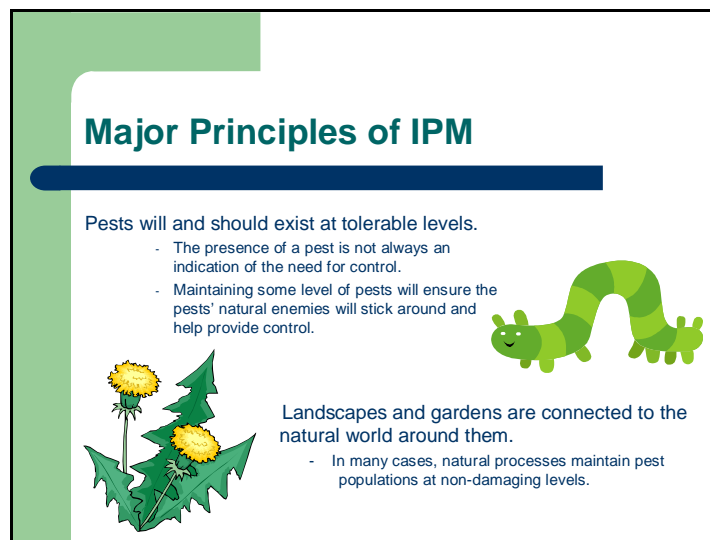 Major Principles of IPM
Pests will and should exist at tolerable levels.
- The presence of a pest is not always an
indication of the need for control.
- Maintaining some level of pests will ensure the
pests’ natural enemies will stick around and
help provide control.
Landscapes and gardens are connected to the
natural world around them.
- In many cases, natural processes maintain pest
populations at non-damaging levels.